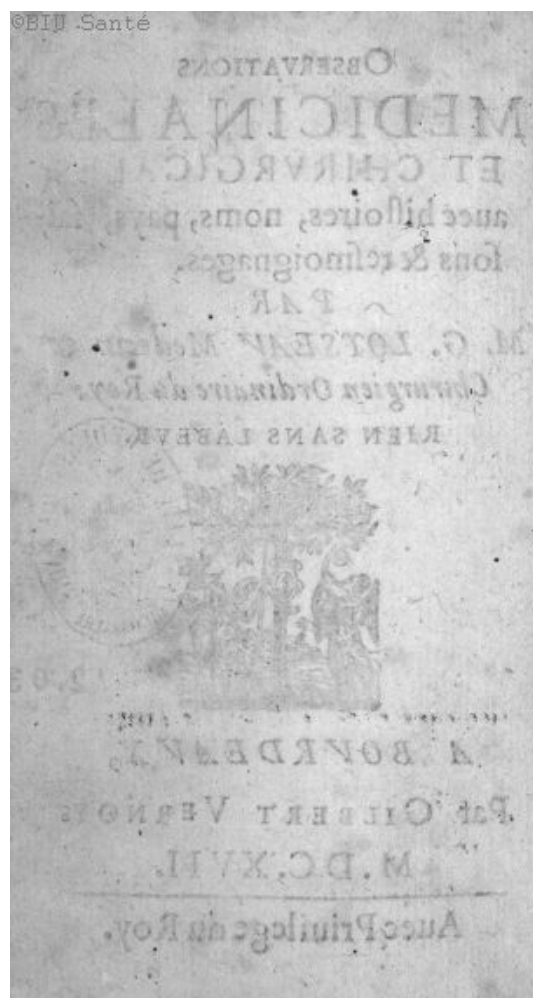 ©BIU Santé
OBSERVATIONS
MEDICINALES
ET CHIRVRGICALES
auec histoires, noms, pays,
sons & tesmoignages.
PAR
M. G. LOYSEAV Medecin &
Chirurgien Ordinaire du Roy:
RIEN SANS LABEVR.
A BOVRDEAVX,
Par GILBERT VERNOY
M.DC.XVII.
Auec Priuilege du Roy.